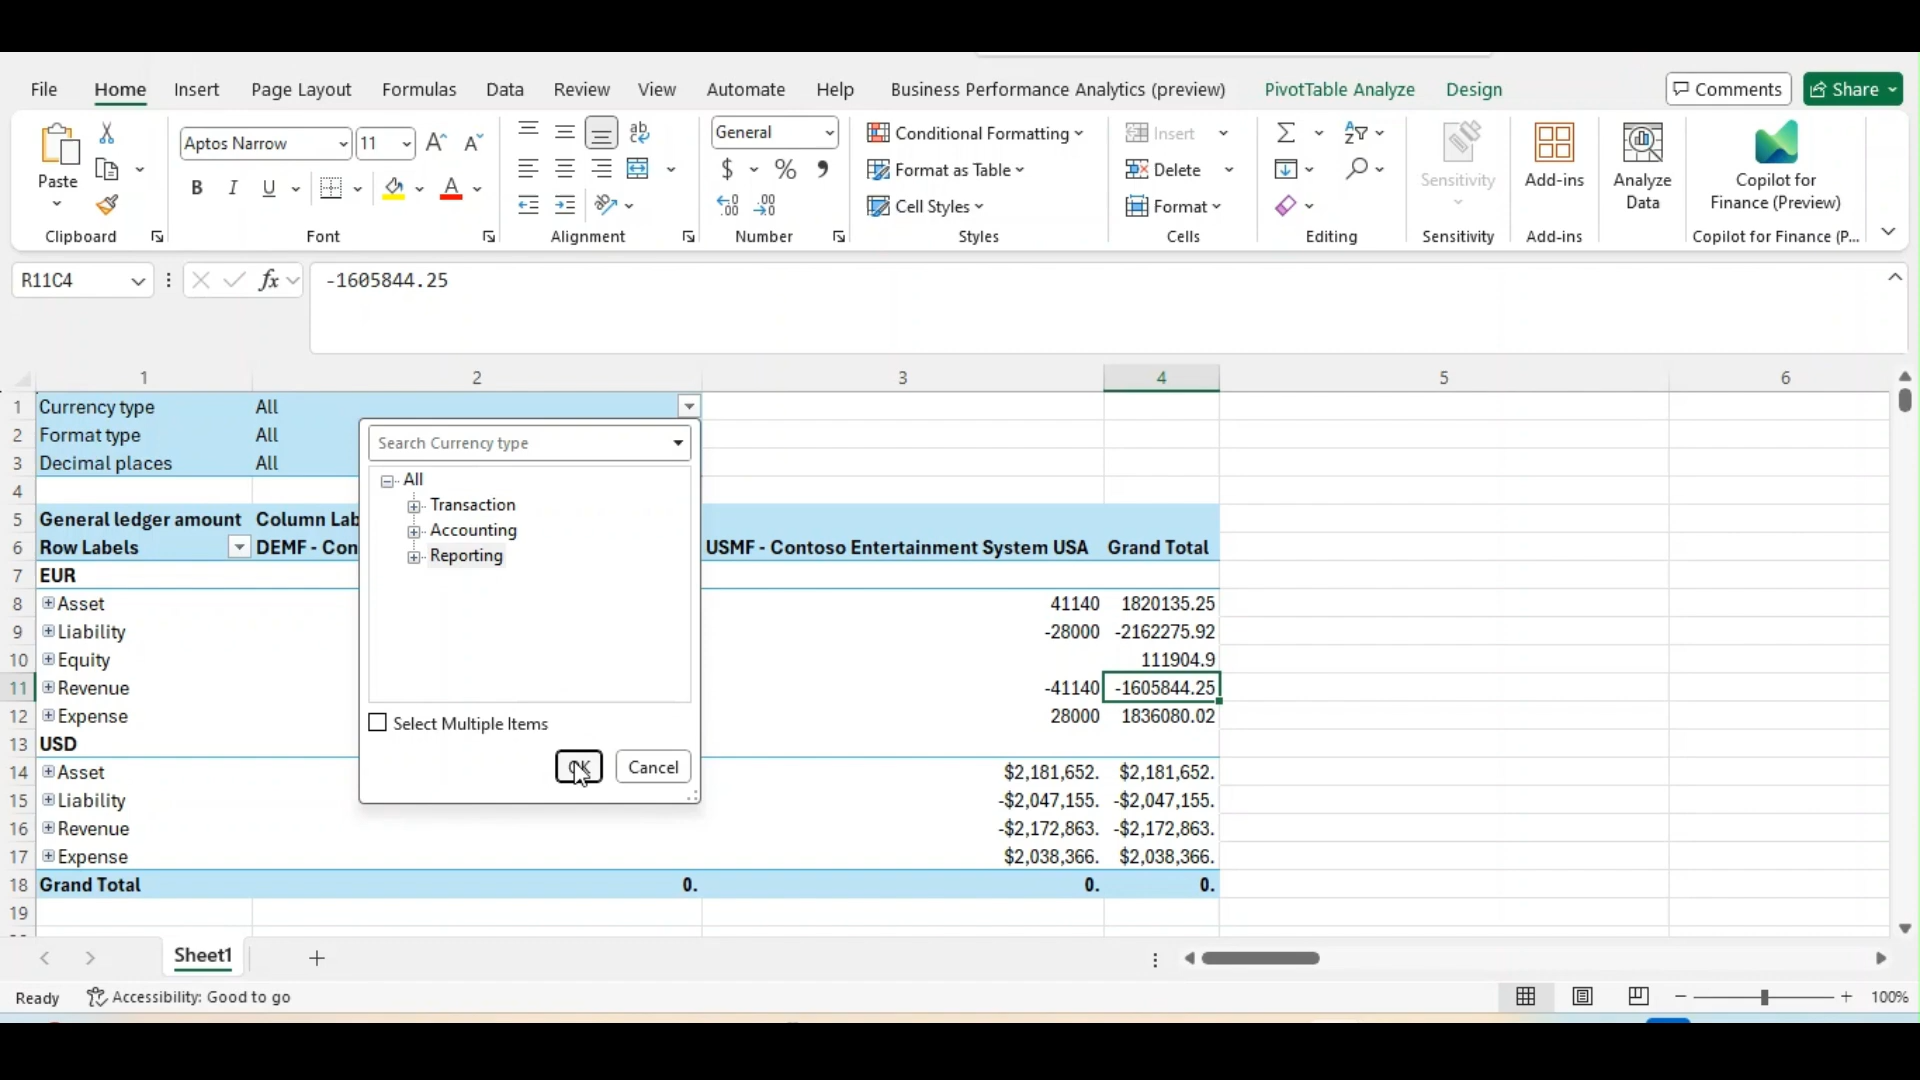 File Home Insert Page Layout Formulas Data Review View Automate Help Business Performance Analytics (preview) PivotTable Analyze Design Comments Share
Aptos Narrow 11 General Conditional Formatting Insert
Paste $ % Format as Table Delete Sensitivity Add-ins Analyze Data Copilot for Finance (Preview)
B I U A Cell Styles Format
Clipboard Font Alignment Number Styles Cells Editing Sensitivity Add-ins Copilot for Finance (P...
R11C4 fx -1605844.25
1 2 3 4 5 6
1 Currency type All
2 Format type All
3 Decimal places All
4
5 General ledger amount Column Lab
6 Row Labels DEMF - Con USMF - Contoso Entertainment System USA Grand Total
7 EUR
8 Asset 41140 1820135.25
9 Liability -28000 -2162275.92
10 Equity 111904.9
11 Revenue -41140 -1605844.25
12 Expense 28000 1836080.02
13 USD
14 Asset $2,181,652. $2,181,652.
15 Liability -$2,047,155. -$2,047,155.
16 Revenue -$2,172,863. -$2,172,863.
17 Expense $2,038,366. $2,038,366.
18 Grand Total 0. 0. 0.
19
Search Currency type
All
Transaction
Accounting
Reporting
Select Multiple Items
OK Cancel
Sheet1
Ready Accessibility: Good to go 100%